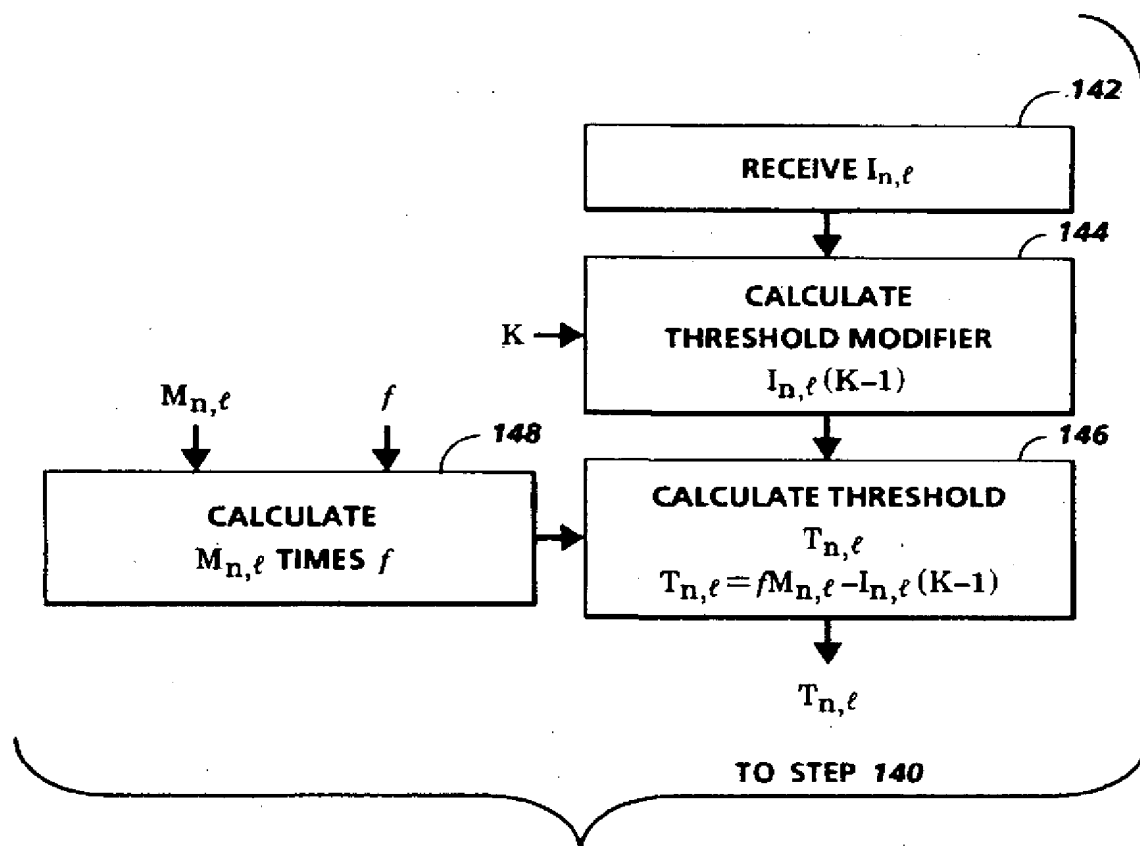 142
RECEIVE Iₙ,ℓ
144
CALCULATE
THRESHOLD MODIFIER
Iₙ,ℓ (K–1)
K
Mₙ,ℓ
f
148
CALCULATE
Mₙ,ℓ TIMES f
146
CALCULATE THRESHOLD
Tₙ,ℓ
Tₙ,ℓ = fMₙ,ℓ – Iₙ,ℓ (K–1)
Tₙ,ℓ
TO STEP 140